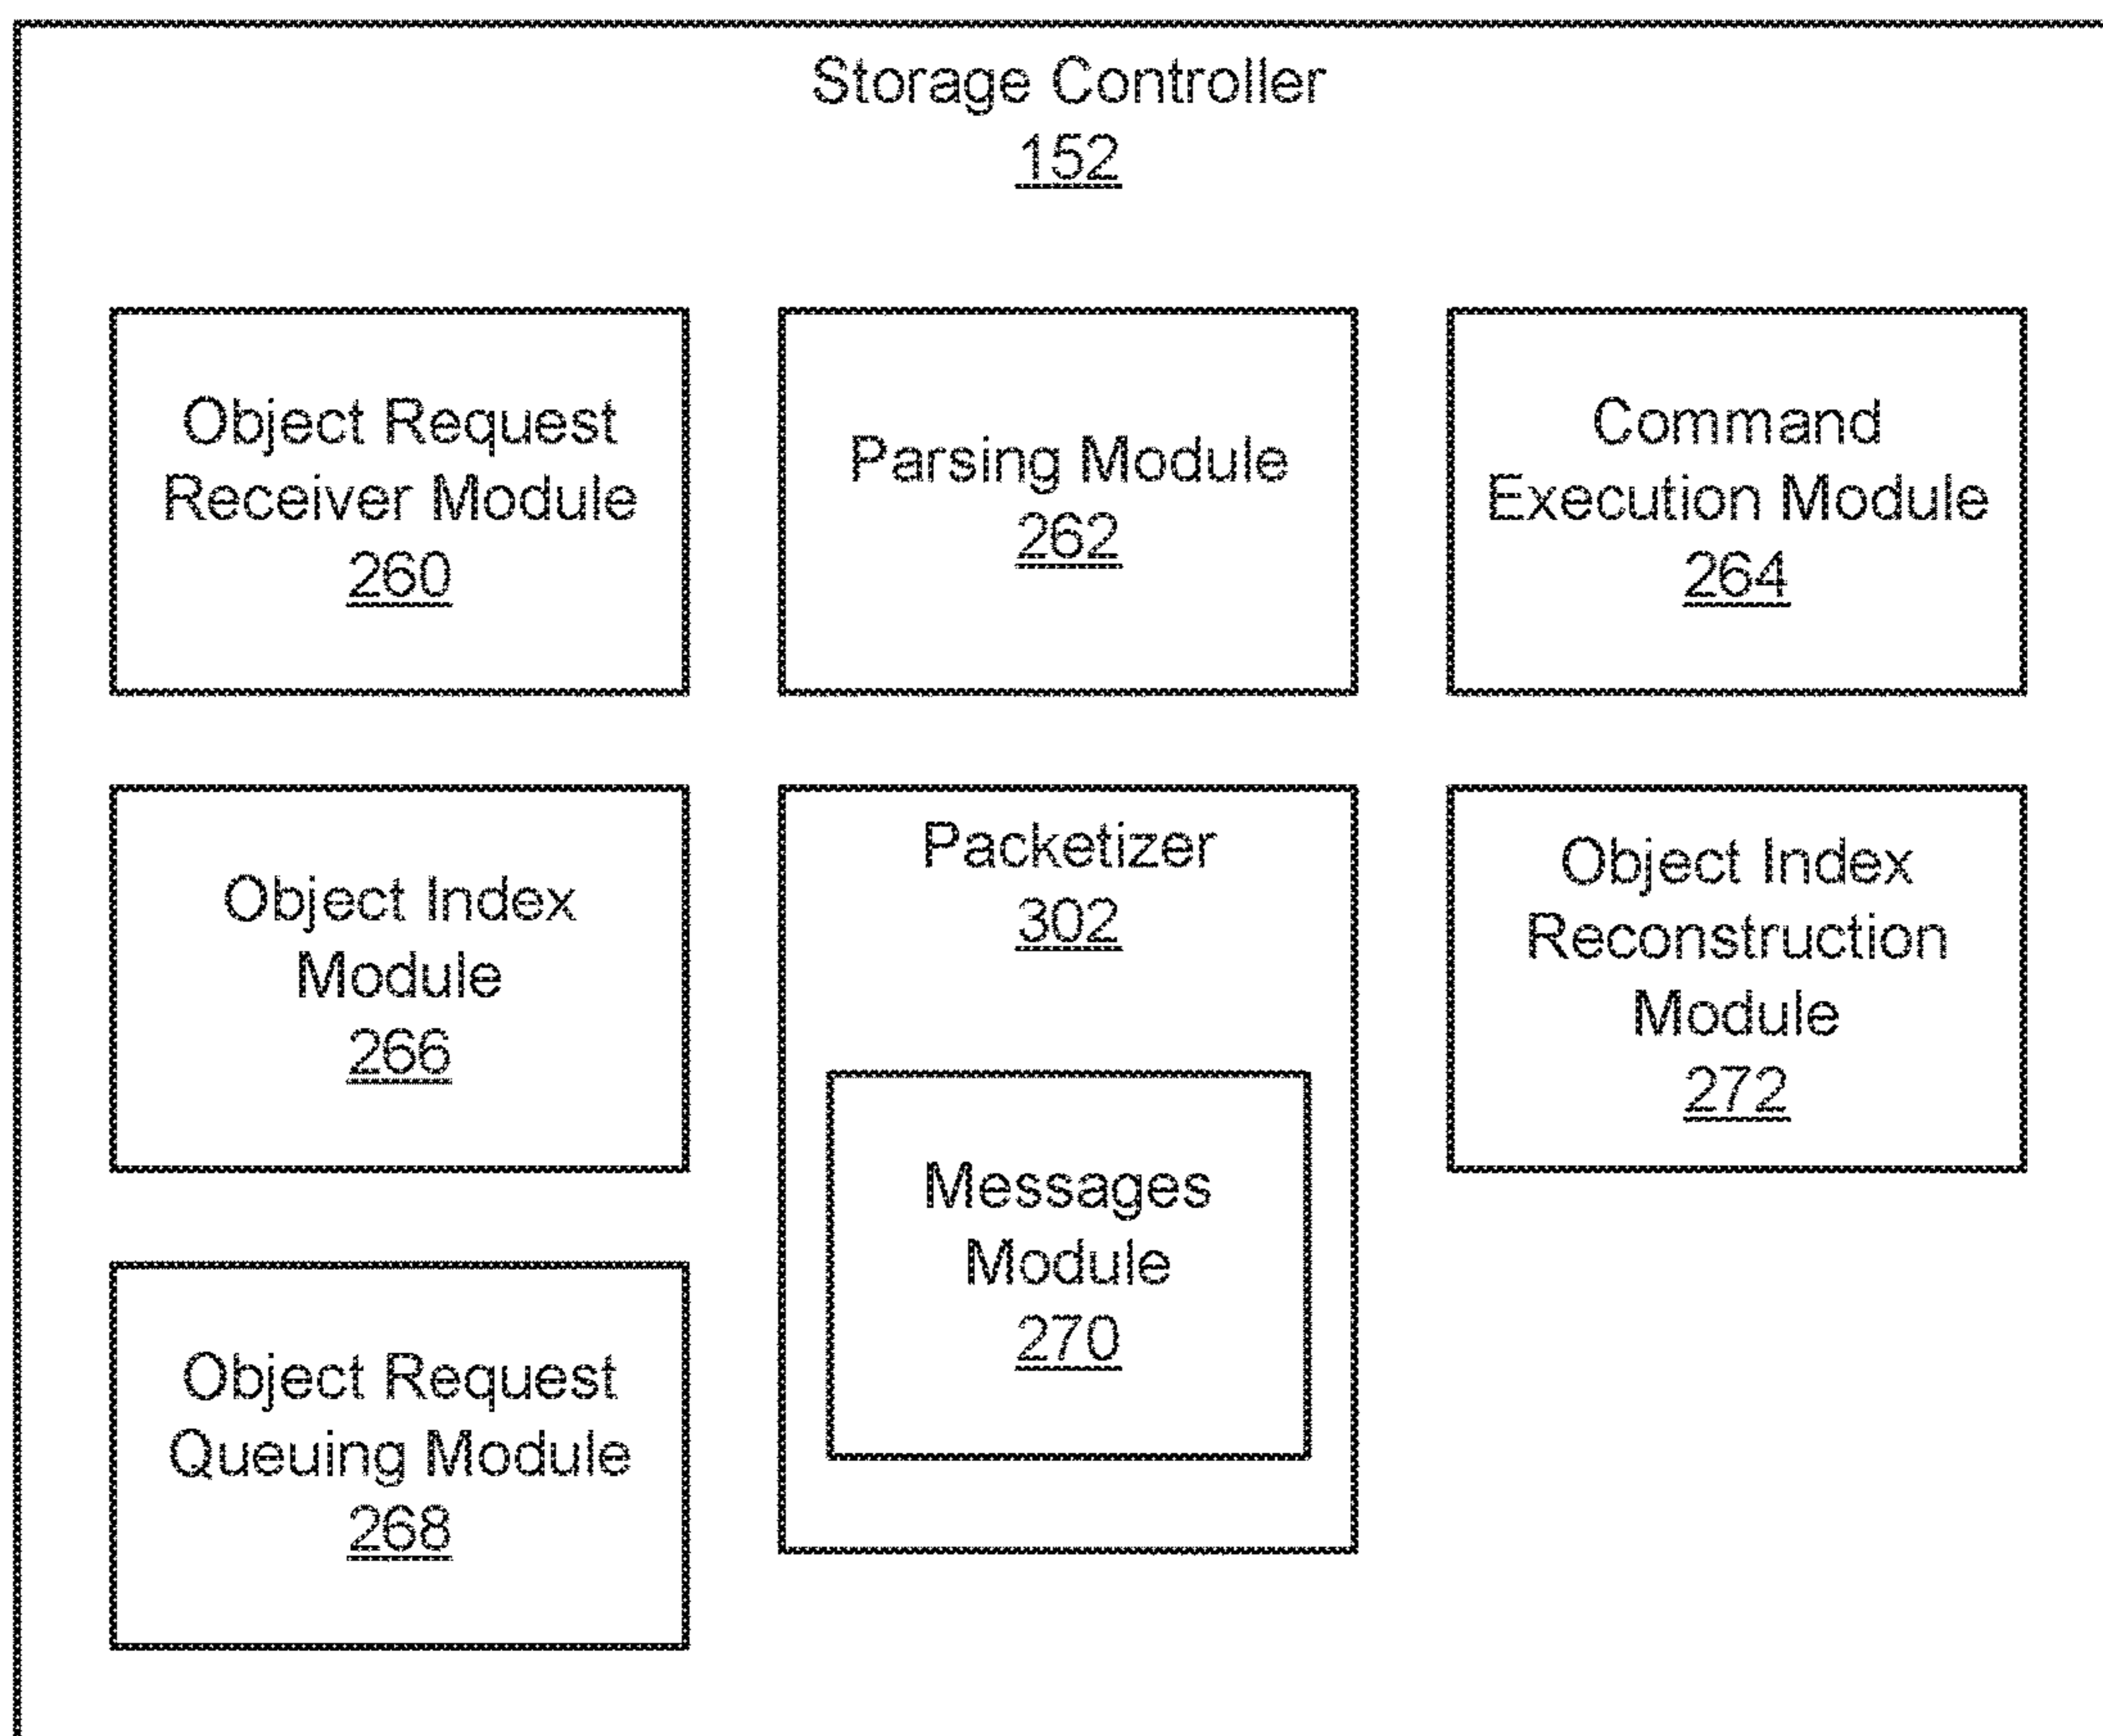 Storage Controller
152
Object Request
Receiver Module
260
Parsing Module
262
Command
Execution Module
264
Object Index
Module
266
Packetizer
302
Messages
Module
270
Object Index
Reconstruction
Module
272
Object Request
Queuing Module
268